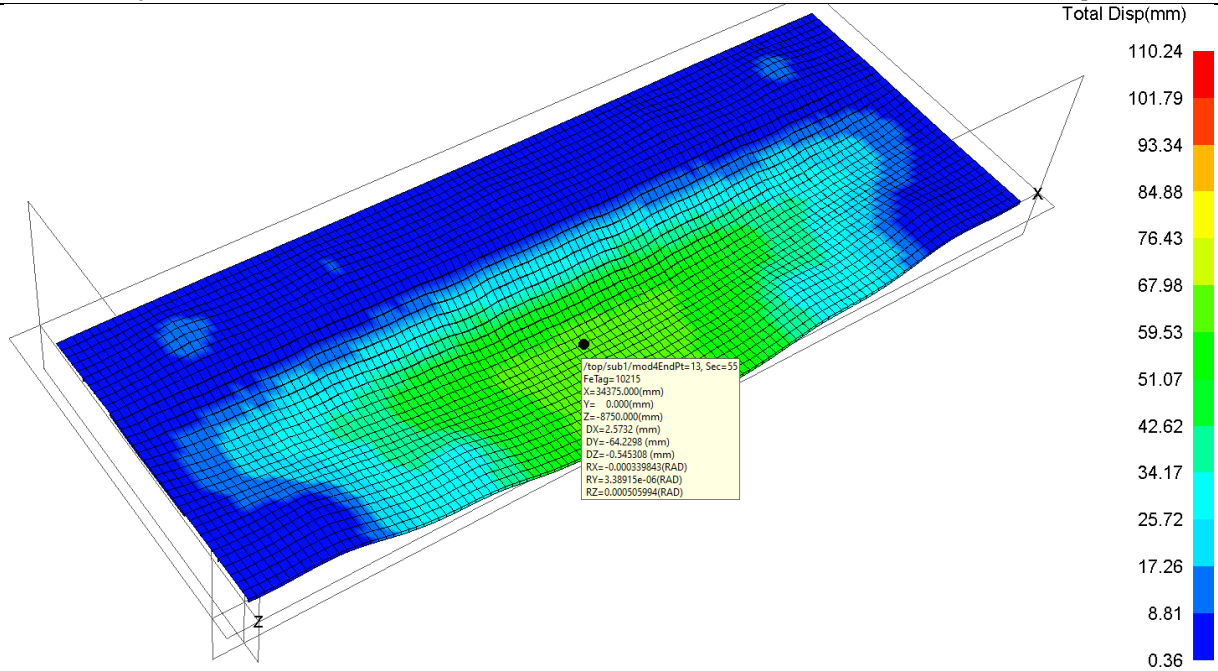 Total Disp(mm)
110.24
101.79
93.34
84.88
76.43
67.98
59.53
51.07
42.62
34.17
25.72
17.26
8.81
0.36
X
/top/sub1/mod4EndPt=13, Sec=55
FeTag=10215
X=34375.000(mm)
Y= 0.000(mm)
Z=-8750.000(mm)
DX=2.5732 (mm)
DY=-64.2298 (mm)
DZ=-0.545308 (mm)
RX=-0.000339843(RAD)
RY=3.38915e-06(RAD)
RZ=0.000505994(RAD)
Z